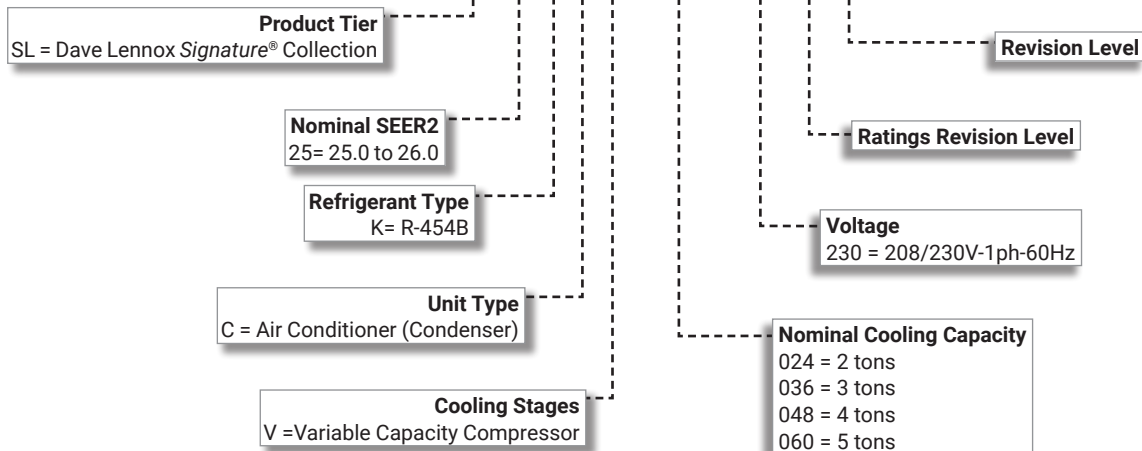 Product Tier
SL = Dave Lennox Signature® Collection
Revision Level
Nominal SEER2
25= 25.0 to 26.0
Ratings Revision Level
Refrigerant Type
K= R-454B
Voltage
230 = 208/230V-1ph-60Hz
Unit Type
C = Air Conditioner (Condenser)
Nominal Cooling Capacity
024 = 2 tons
036 = 3 tons
048 = 4 tons
060 = 5 tons
Cooling Stages
V =Variable Capacity Compressor